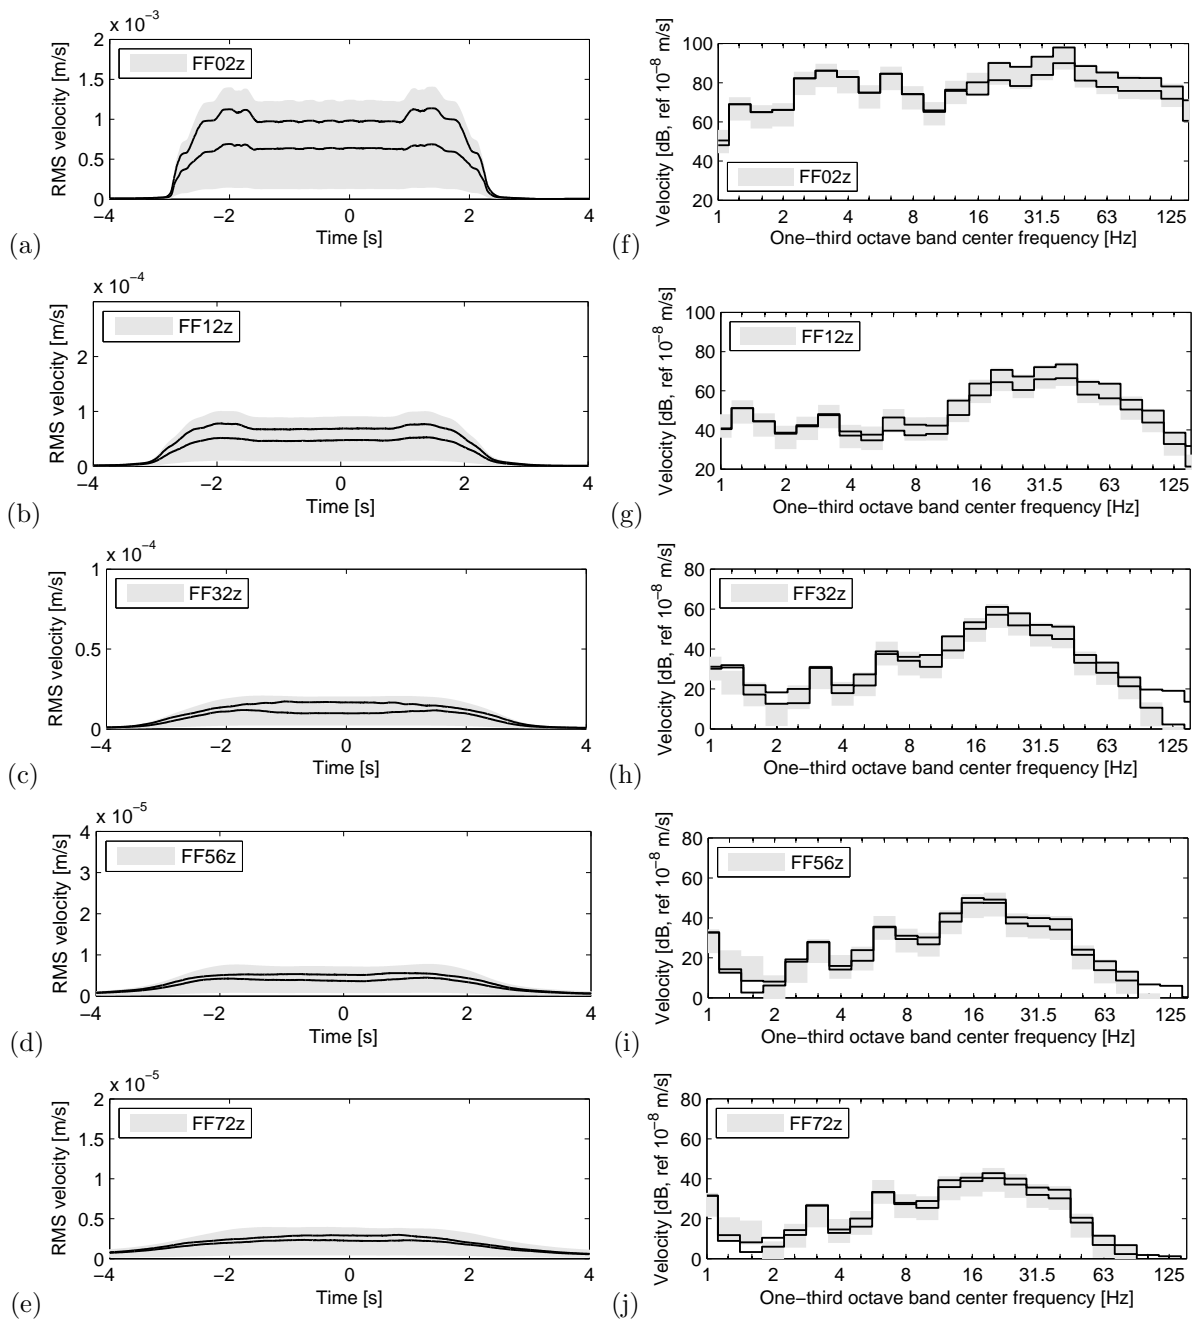 x 10−3
2
1.5
1
0.5
0
FF02z
RMS velocity [m/s]
−4 −2 0 2 4
Time [s]
(a)
100
80
60
40
20
FF02z
Velocity [dB, ref 10−8 m/s]
1 2 4 8 16 31.5 63 125
One−third octave band center frequency [Hz]
(f)
x 10−4
2
1
0
FF12z
RMS velocity [m/s]
−4 −2 0 2 4
Time [s]
(b)
100
80
60
40
20
FF12z
Velocity [dB, ref 10−8 m/s]
1 2 4 8 16 31.5 63 125
One−third octave band center frequency [Hz]
(g)
x 10−4
1
0.5
0
FF32z
RMS velocity [m/s]
−4 −2 0 2 4
Time [s]
(c)
80
60
40
20
0
FF32z
Velocity [dB, ref 10−8 m/s]
1 2 4 8 16 31.5 63 125
One−third octave band center frequency [Hz]
(h)
x 10−5
4
3
2
1
0
FF56z
RMS velocity [m/s]
−4 −2 0 2 4
Time [s]
(d)
80
60
40
20
0
FF56z
Velocity [dB, ref 10−8 m/s]
1 2 4 8 16 31.5 63 125
One−third octave band center frequency [Hz]
(i)
x 10−5
2
1.5
1
0.5
0
FF72z
RMS velocity [m/s]
−4 −2 0 2 4
Time [s]
(e)
80
60
40
20
0
FF72z
Velocity [dB, ref 10−8 m/s]
1 2 4 8 16 31.5 63 125
One−third octave band center frequency [Hz]
(j)